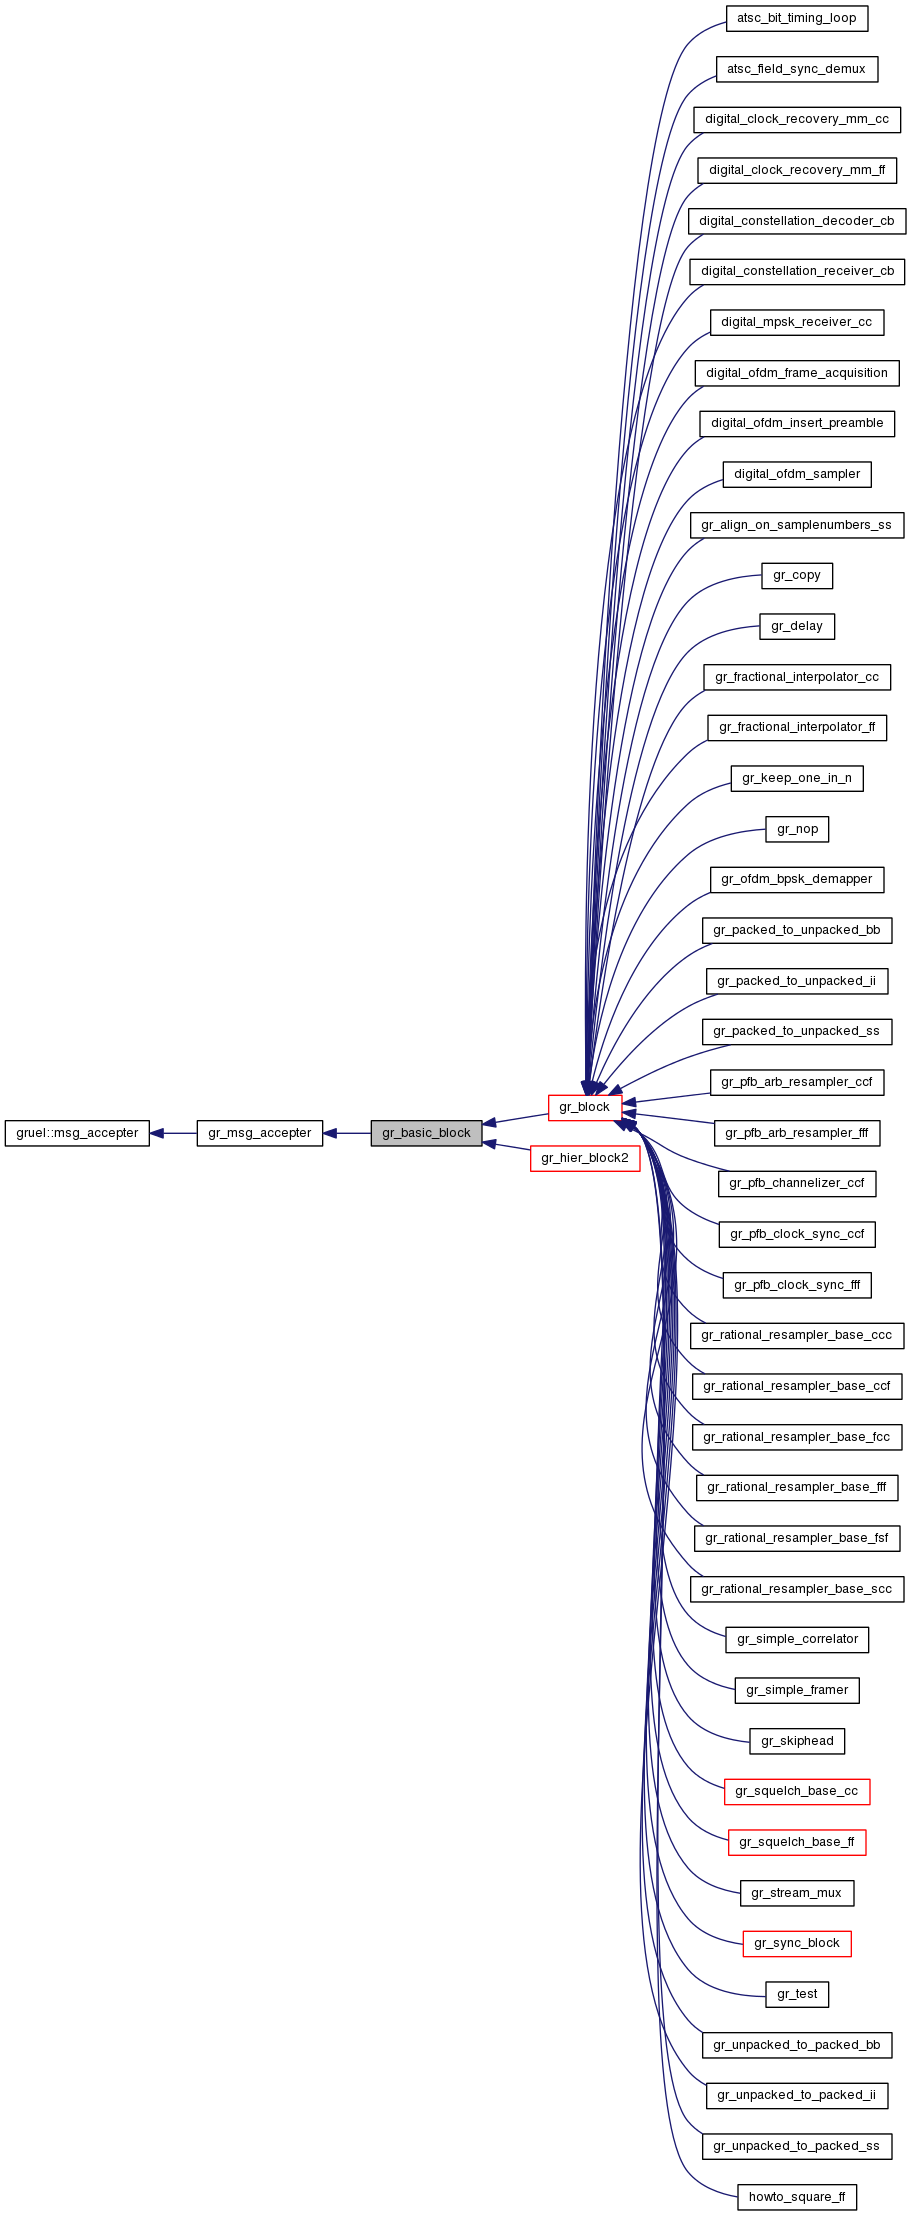 atsc_bit_timing_loop
atsc_field_sync_demux
digital_clock_recovery_mm_cc
digital_clock_recovery_mm_ff
digital_constellation_decoder_cb
digital_constellation_receiver_cb
digital_mpsk_receiver_cc
digital_ofdm_frame_acquisition
digital_ofdm_insert_preamble
digital_ofdm_sampler
gr_align_on_samplenumbers_ss
gr_copy
gr_delay
gr_fractional_interpolator_cc
gr_fractional_interpolator_ff
gr_keep_one_in_n
gr_nop
gr_ofdm_bpsk_demapper
gr_packed_to_unpacked_bb
gr_packed_to_unpacked_ii
gr_packed_to_unpacked_ss
gr_pfb_arb_resampler_ccf
gr_block
gruel::msg_accepter
gr_msg_accepter
gr_basic_block
gr_pfb_arb_resampler_fff
gr_hier_block2
gr_pfb_channelizer_ccf
gr_pfb_clock_sync_ccf
gr_pfb_clock_sync_fff
gr_rational_resampler_base_ccc
gr_rational_resampler_base_ccf
gr_rational_resampler_base_fcc
gr_rational_resampler_base_fff
gr_rational_resampler_base_fsf
gr_rational_resampler_base_scc
gr_simple_correlator
gr_simple_framer
gr_skiphead
gr_squelch_base_cc
gr_squelch_base_ff
gr_stream_mux
gr_sync_block
gr_test
gr_unpacked_to_packed_bb
gr_unpacked_to_packed_ii
gr_unpacked_to_packed_ss
howto_square_ff